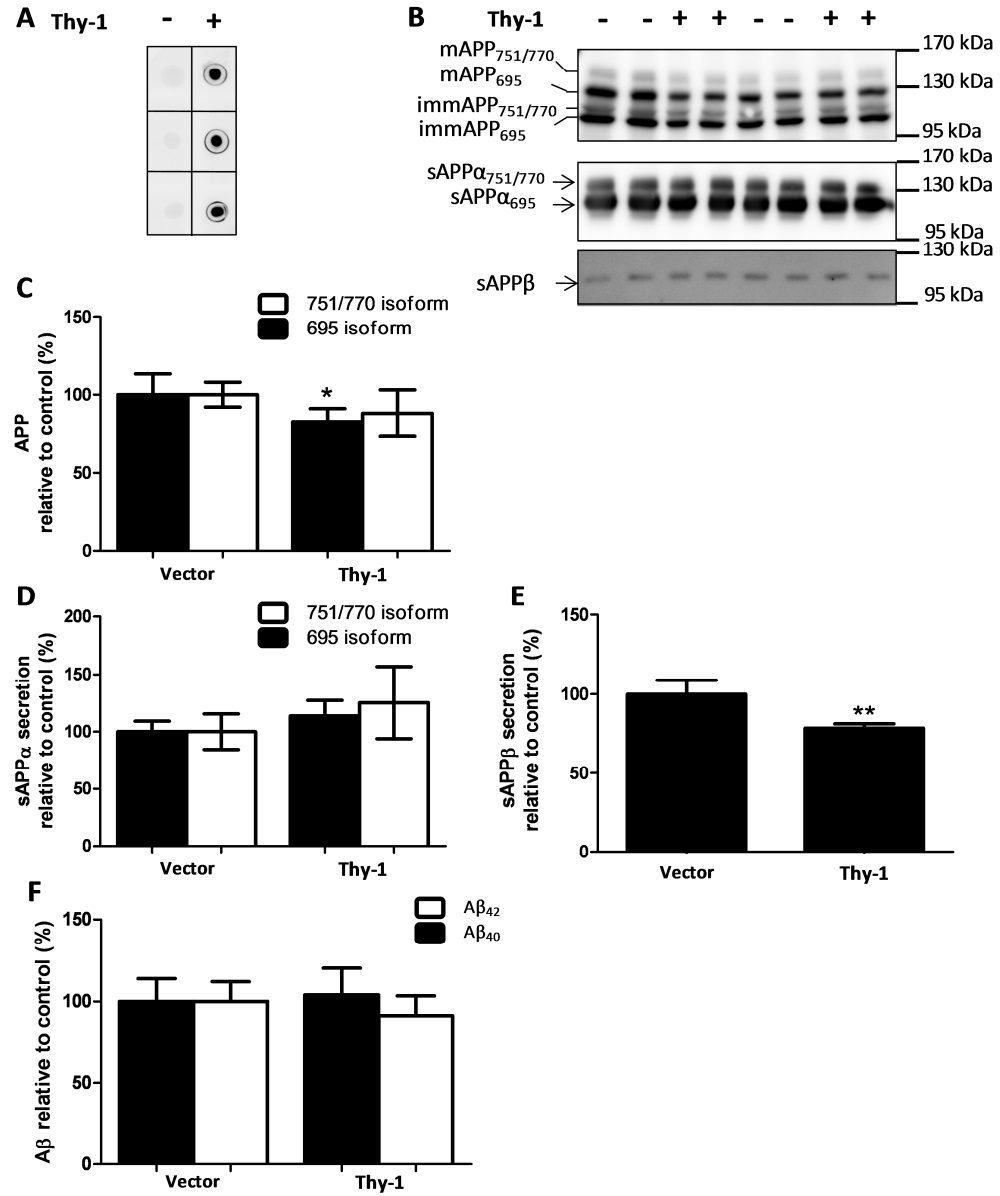 A
Thy-1 - +
B
Thy-1 - - + + - - + +
mAPP751/770
mAPP695
immAPP751/770
immAPP695
170 kDa
130 kDa
95 kDa
sAPPα751/770
sAPPα695
170 kDa
130 kDa
95 kDa
sAPPβ
130 kDa
95 kDa
C
751/770 isoform
695 isoform
APP
relative to control (%)
150
100
50
0
*
Vector Thy-1
D
751/770 isoform
695 isoform
sAPPα secretion
relative to control (%)
200
150
100
50
0
Vector Thy-1
E
sAPPβ secretion
relative to control (%)
150
100
50
0
**
Vector Thy-1
F
Aβ42
Aβ40
Aβ relative to control (%)
150
100
50
0
Vector Thy-1